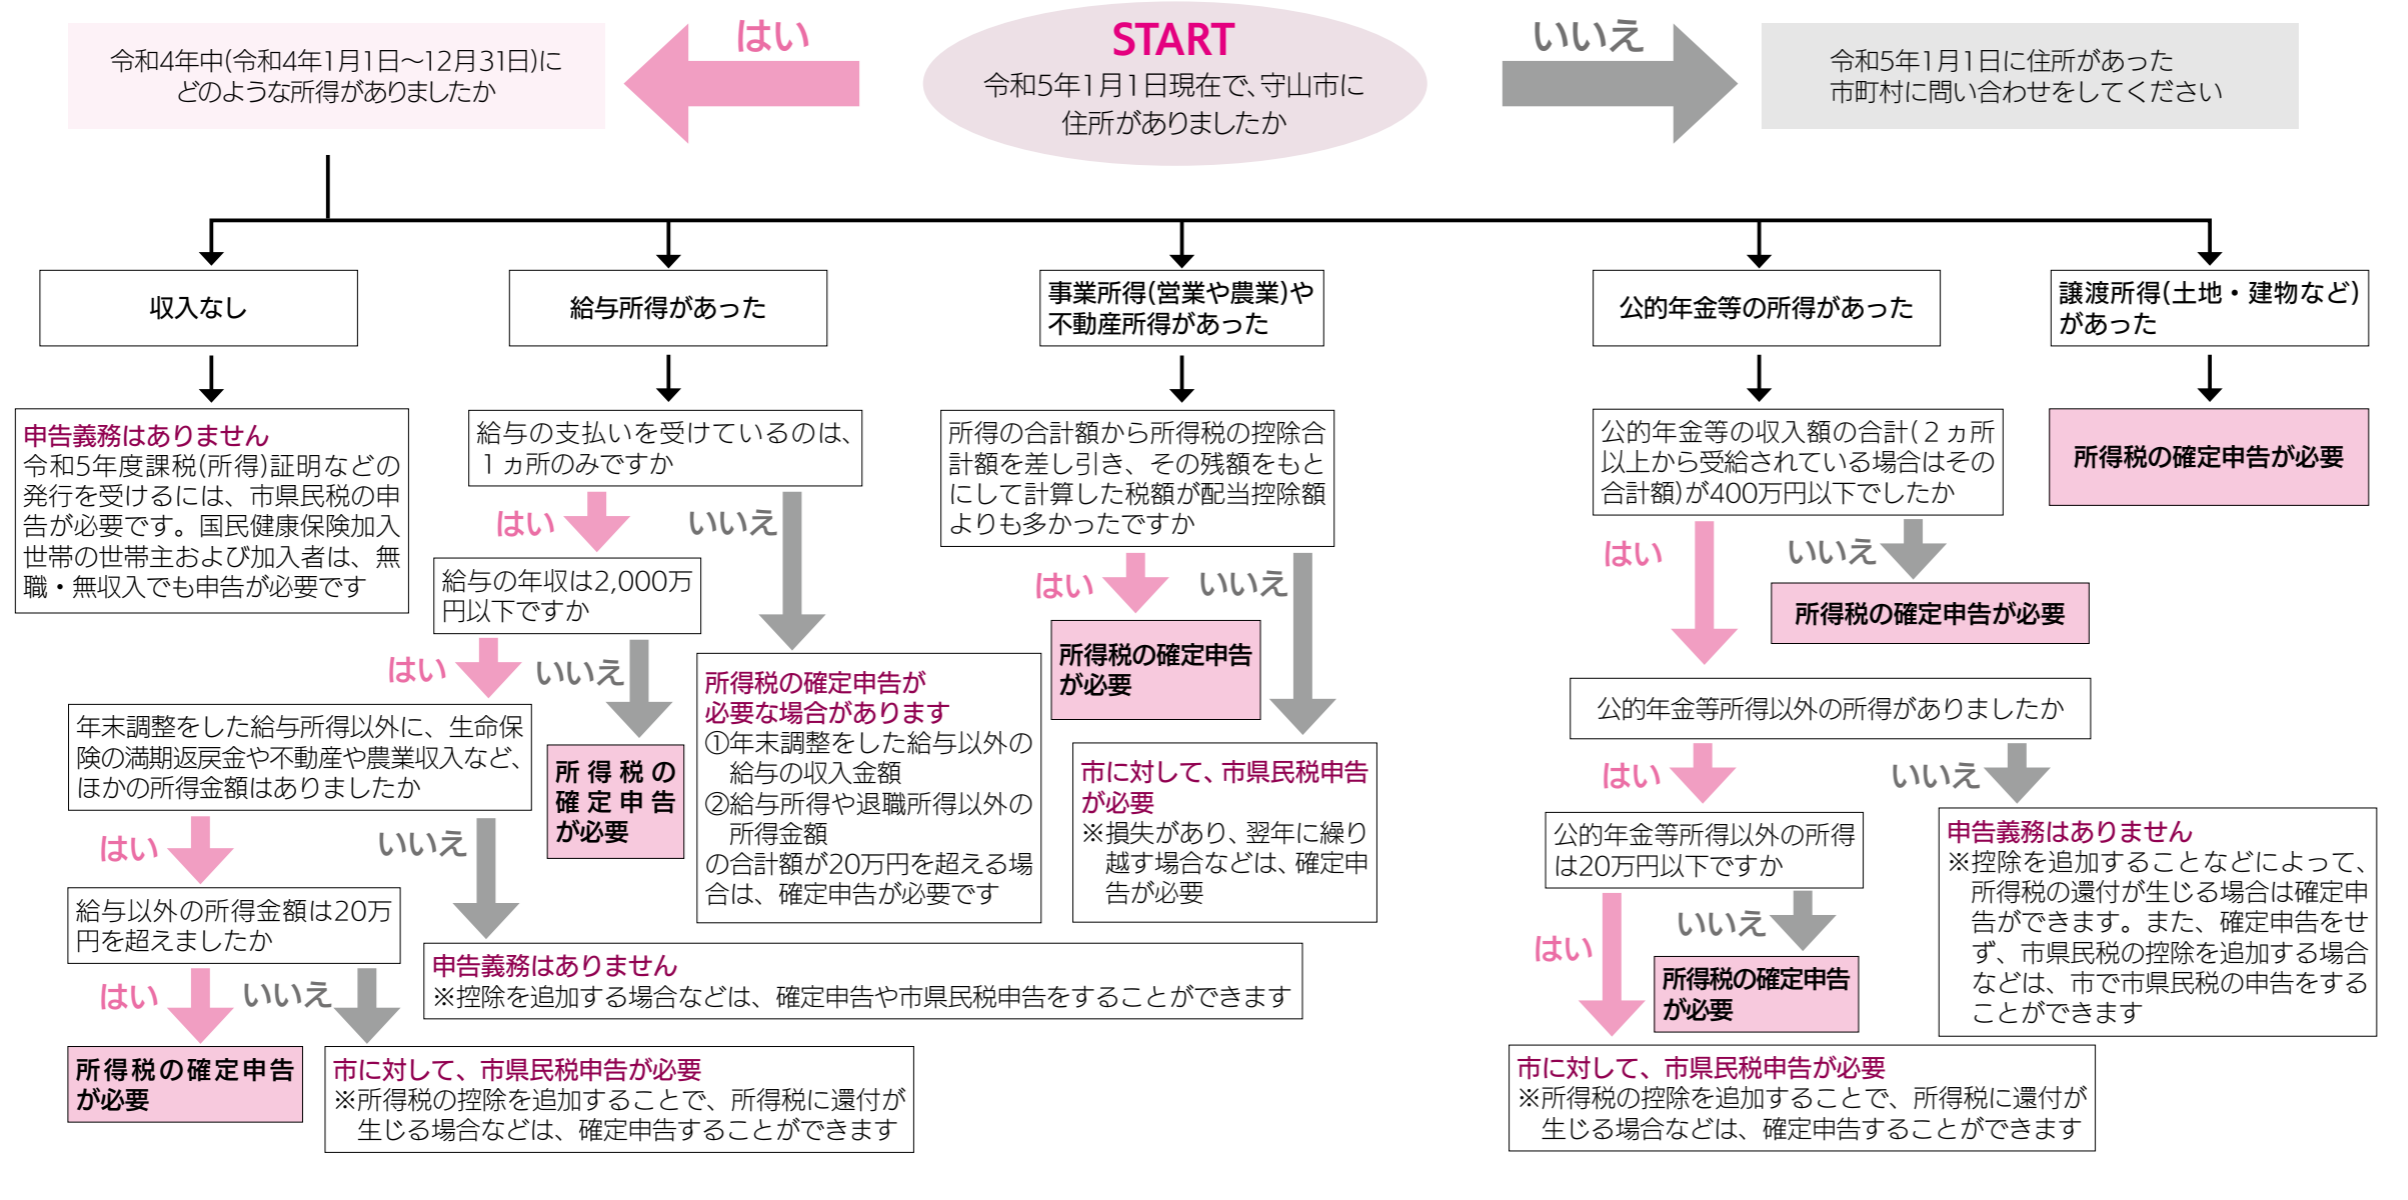 START
令和5年1月1日現在で、守山市に
住所がありましたか
はい
いいえ
令和4年中(令和4年1月1日〜12月31日)に
どのような所得がありましたか
令和5年1月1日に住所があった
市町村に問い合わせをしてください
収入なし
申告義務はありません
令和5年度課税(所得)証明などの
発行を受けるには、市県民税の申
告が必要です。国民健康保険加入
世帯の世帯主および加入者は、無
職・無収入でも申告が必要です
給与所得があった
給与の支払いを受けているのは、
1ヵ所のみですか
はい
いいえ
給与の年収は2,000万
円以下ですか
はい
いいえ
所得税の確定申告が
必要な場合があります
①年末調整をした給与以外の
給与の収入金額
②給与所得や退職所得以外の
所得金額
の合計額が20万円を超える場
合は、確定申告が必要です
年末調整をした給与所得以外に、生命保
険の満期返戻金や不動産や農業収入など、
ほかの所得金額はありましたか
所得税の
確定申告
が必要
はい
いいえ
給与以外の所得金額は20万
円を超えましたか
申告義務はありません
※控除を追加する場合などは、確定申告や市県民税申告をすることができます
はい
いいえ
所得税の確定申告
が必要
市に対して、市県民税申告が必要
※所得税の控除を追加することで、所得税に還付が
生じる場合などは、確定申告することができます
事業所得(営業や農業)や
不動産所得があった
所得の合計額から所得税の控除合
計額を差し引き、その残額をもと
にして計算した税額が配当控除額
よりも多かったですか
はい
いいえ
所得税の確定申告
が必要
市に対して、市県民税申告
が必要
※損失があり、翌年に繰り
越す場合などは、確定申
告が必要
公的年金等の所得があった
公的年金等の収入額の合計(2ヵ所
以上から受給されている場合はその
合計額)が400万円以下でしたか
はい
いいえ
所得税の確定申告が必要
公的年金等所得以外の所得がありましたか
はい
いいえ
公的年金等所得以外の所得
は20万円以下ですか
申告義務はありません
※控除を追加することなどによって、
所得税の還付が生じる場合は確定申
告ができます。また、確定申告をせ
ず、市県民税の控除を追加する場合
などは、市で市県民税の申告をする
ことができます
はい
いいえ
所得税の確定申告
が必要
市に対して、市県民税申告が必要
※所得税の控除を追加することで、所得税に還付が
生じる場合などは、確定申告することができます
譲渡所得(土地・建物など)
があった
所得税の確定申告が必要